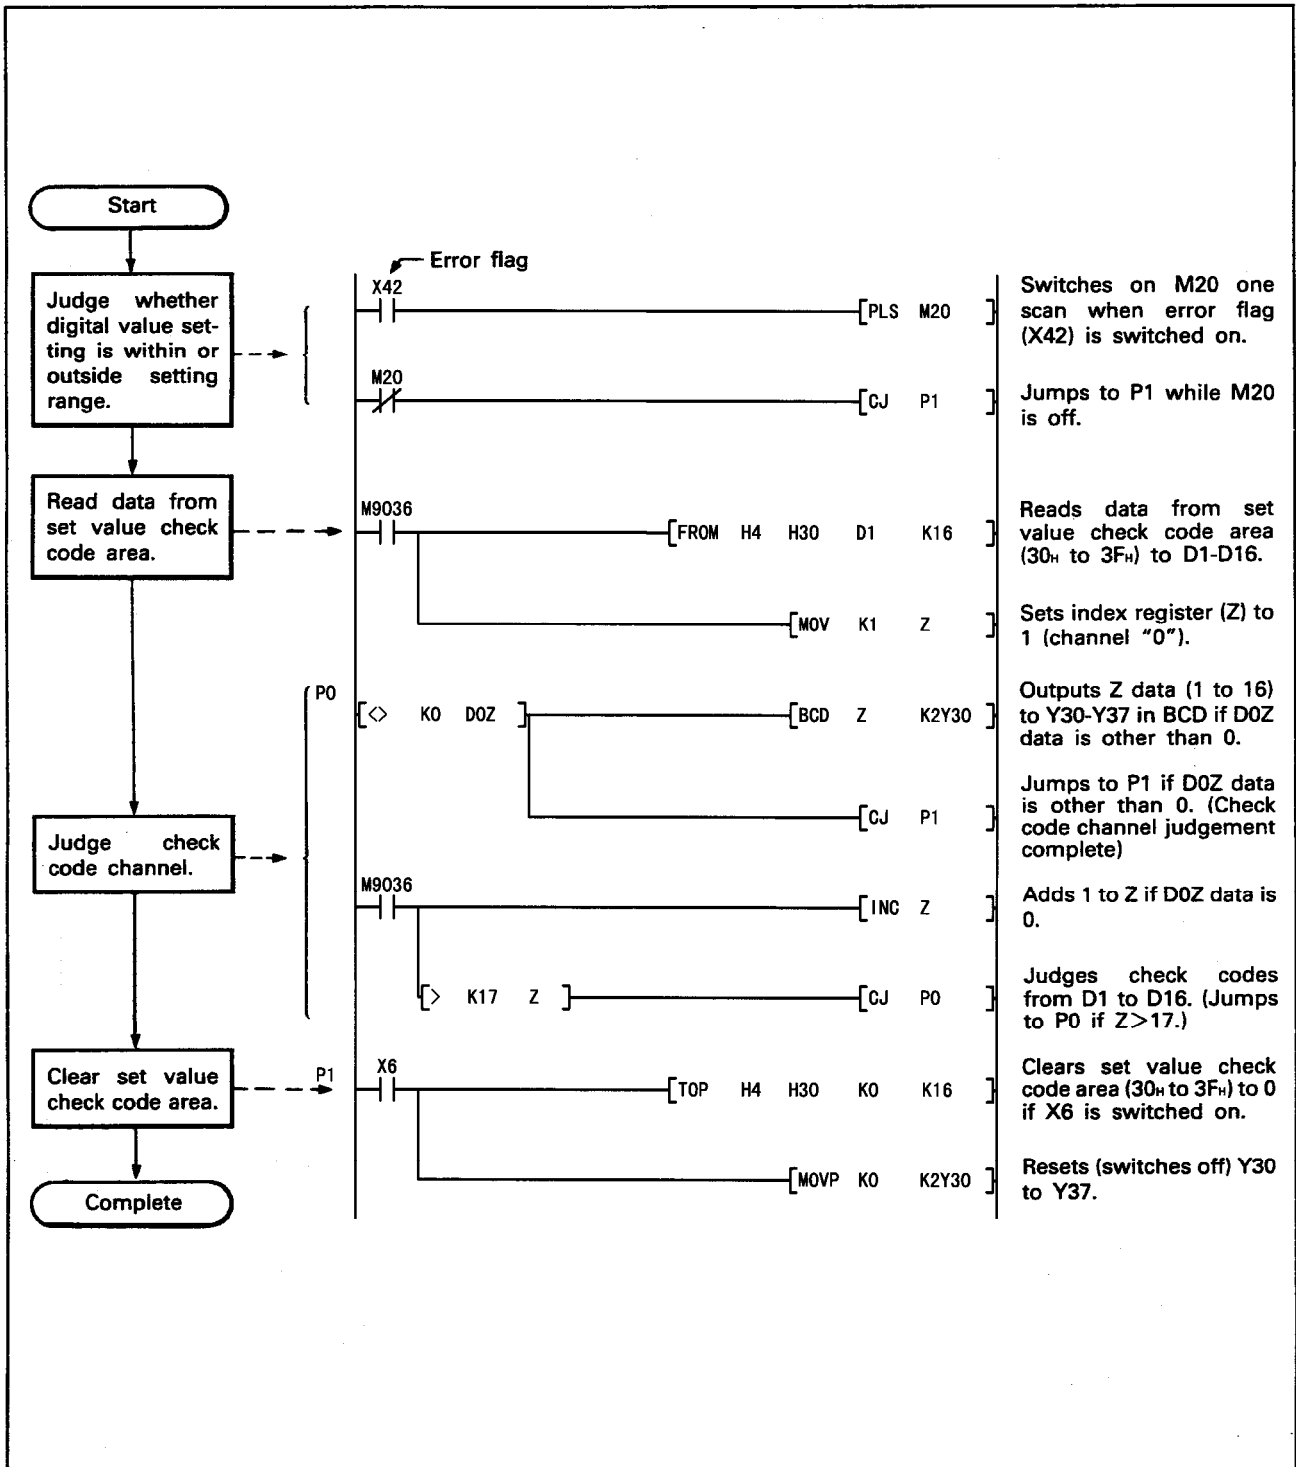 Start
Error flag
Judge whether
digital value set-
ting is within or
outside setting
range.
X42
[PLS M20 ]
Switches on M20 one
scan when error flag
(X42) is switched on.
M20
[CJ P1 ]
Jumps to P1 while M20
is off.
Read data from
set value check
code area.
M9036
[FROM H4 H30 D1 K16 ]
Reads data from set
value check code area
(30H to 3FH) to D1-D16.
[MOV K1 Z ]
Sets index register (Z) to
1 (channel "0").
P0
[<> K0 D0Z ]
[BCD Z K2Y30 ]
Outputs Z data (1 to 16)
to Y30-Y37 in BCD if D0Z
data is other than 0.
[CJ P1 ]
Jumps to P1 if D0Z data
is other than 0. (Check
code channel judgement
complete)
Judge check
code channel.
M9036
[INC Z ]
Adds 1 to Z if D0Z data is
0.
[> K17 Z ]
[CJ P0 ]
Judges check codes
from D1 to D16. (Jumps
to P0 if Z>17.)
Clear set value
check code area.
P1
X6
[TOP H4 H30 K0 K16 ]
Clears set value check
code area (30H to 3FH) to 0
if X6 is switched on.
[MOVP K0 K2Y30 ]
Resets (switches off) Y30
to Y37.
Complete